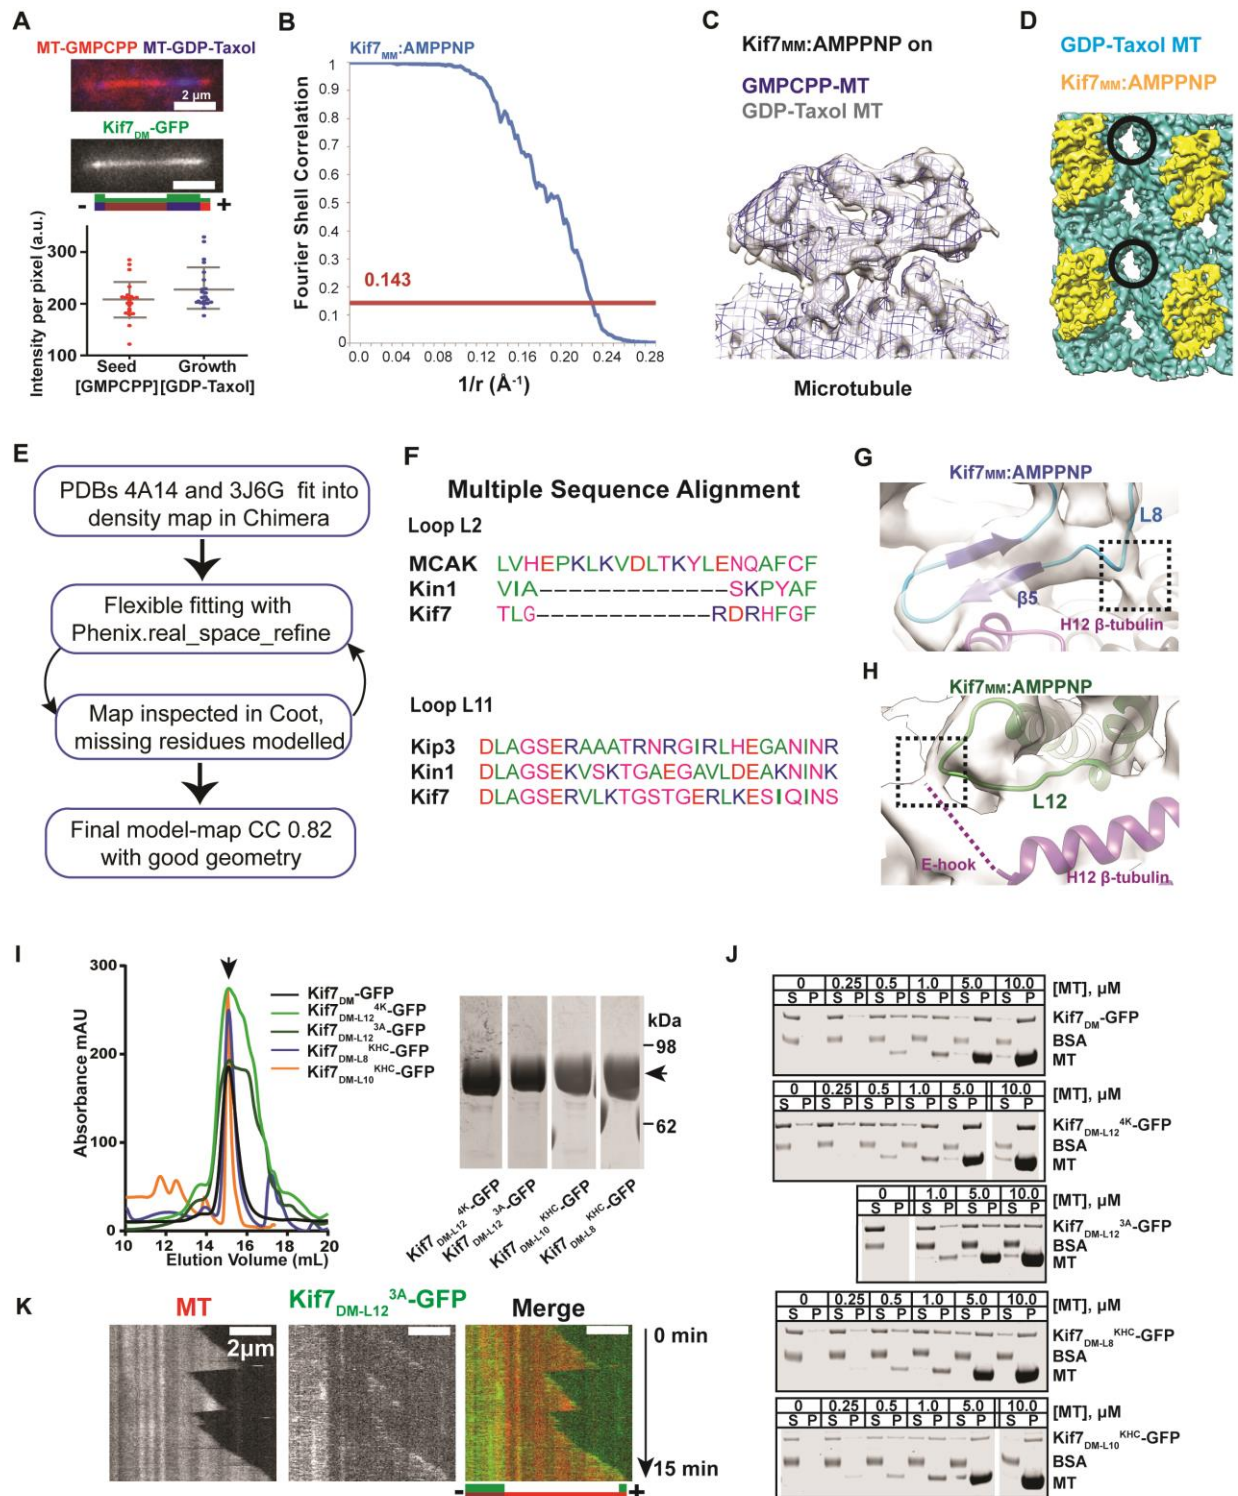 A
MT-GMPCPP MT-GDP-Taxol
2 µm
Kif7DM-GFP
- +
Intensity per pixel (a.u.)
300
200
100
Seed Growth
[GMPCPP] [GDP-Taxol]
B
Kif7MM:AMPPNP
Fourier Shell Correlation
1
0.9
0.8
0.7
0.6
0.5
0.4
0.3
0.2
0.1
0
0.143
0.0 0.04 0.08 0.12 0.16 0.20 0.24 0.28
1/r (Å-1)
C
Kif7MM:AMPPNP on
GMPCPP-MT
GDP-Taxol MT
Microtubule
D
GDP-Taxol MT
Kif7MM:AMPPNP
E
PDBs 4A14 and 3J6G fit into
density map in Chimera
Flexible fitting with
Phenix.real_space_refine
Map inspected in Coot,
missing residues modelled
Final model-map CC 0.82
with good geometry
F
Multiple Sequence Alignment
Loop L2
MCAK LVHEPKLKVDLTKYLENQAFCF
Kin1 VIA--------------SKPYAF
Kif7 TLG-------------RDRHFGF
Loop L11
Kip3 DLAGSERAAATRNRGIRLHEGANINR
Kin1 DLAGSEKVSKTGAEGAVLDEAKNINK
Kif7 DLAGSERVLKTGSTGERLKESIQINS
G
Kif7MM:AMPPNP
L8
β5
H12 β-tubulin
H
Kif7MM:AMPPNP
L12
E-hook
H12 β-tubulin
I
Absorbance mAU
300
200
100
0
10 12 14 16 18 20
Elution Volume (mL)
Kif7DM-GFP
Kif7DM-L12 4K-GFP
Kif7DM-L12 3A-GFP
Kif7DM-L8 KHC-GFP
Kif7DM-L10 KHC-GFP
kDa
98
62
Kif7DM-L12 4K-GFP
Kif7DM-L12 3A-GFP
Kif7DM-L10 KHC-GFP
Kif7DM-L8 KHC-GFP
J
0 0.25 0.5 1.0 5.0 10.0 [MT], µM
S P S P S P S P S P S P
Kif7DM-GFP
BSA
MT
0 0.25 0.5 1.0 5.0 10.0 [MT], µM
S P S P S P S P S P S P
Kif7DM-L12 4K-GFP
BSA
MT
0 1.0 5.0 10.0 [MT], µM
S P S P S P S P
Kif7DM-L12 3A-GFP
BSA
MT
0 0.25 0.5 1.0 5.0 10.0 [MT], µM
S P S P S P S P S P S P
Kif7DM-L8 KHC-GFP
BSA
MT
0 0.25 0.5 1.0 5.0 10.0 [MT], µM
S P S P S P S P S P S P
Kif7DM-L10 KHC-GFP
BSA
MT
K
MT
Kif7DM-L12 3A-GFP
Merge
2µm
0 min
15 min
- +